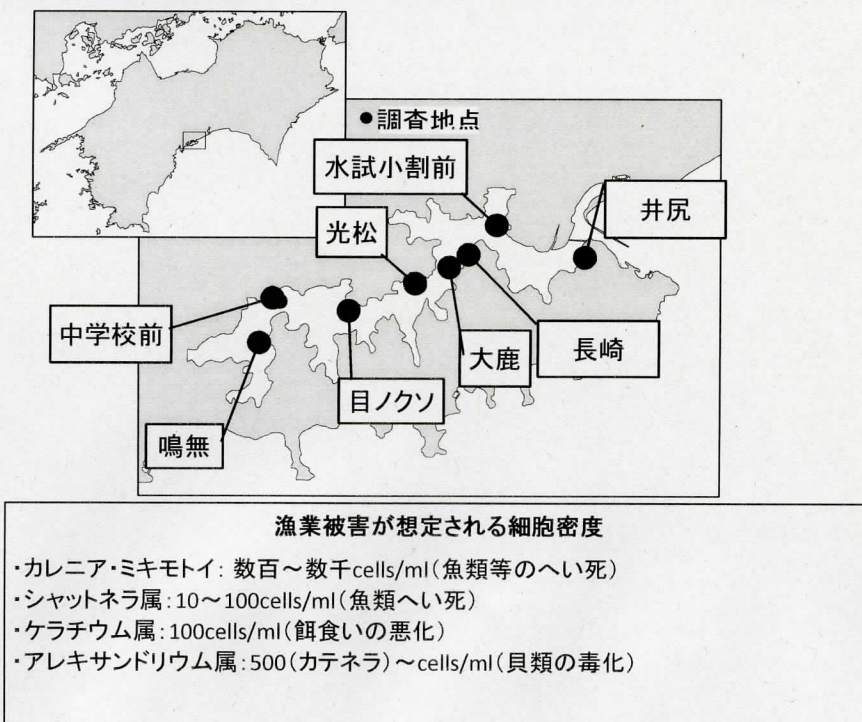 ●調査地点
水試小割前
井尻
光松
中学校前
大鹿
長崎
目ノクソ
鳴無
漁業被害が想定される細胞密度
・カレニア・ミキモトイ: 数百～数千cells/ml(魚類等のへい死)
・シャットネラ属:10～100cells/ml(魚類へい死)
・ケラチウム属:100cells/ml(餌食いの悪化)
・アレキサンドリウム属:500(カテネラ)～cells/ml(貝類の毒化)